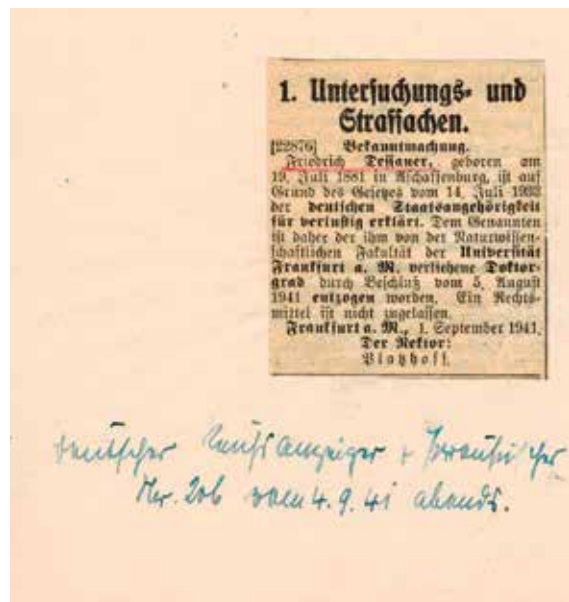 1. Untersuchungs- und
Strafsachen.
[22876] Bekanntmachung.
Friedrich Dessauer, geboren am
19. Juli 1881 in Aschaffenburg, ist auf
Grund des Gesetzes vom 14. Juli 1933
der deutschen Staatsangehörigkeit
für verlustig erklärt. Dem Genannten
ist daher der ihm von der Naturwissen-
schaftlichen Fakultät der Universität
Frankfurt a. M. verliehene Doktor-
grad durch Beschluß vom 5. August
1941 entzogen worden. Ein Rechts-
mittel ist nicht zugelassen.
Frankfurt a. M., 1. September 1941.
Der Rektor:
Platzhoff.
Deutscher Reichsanzeiger + Preußischer
Nr. 206 vom 4. 9. 41 abends.